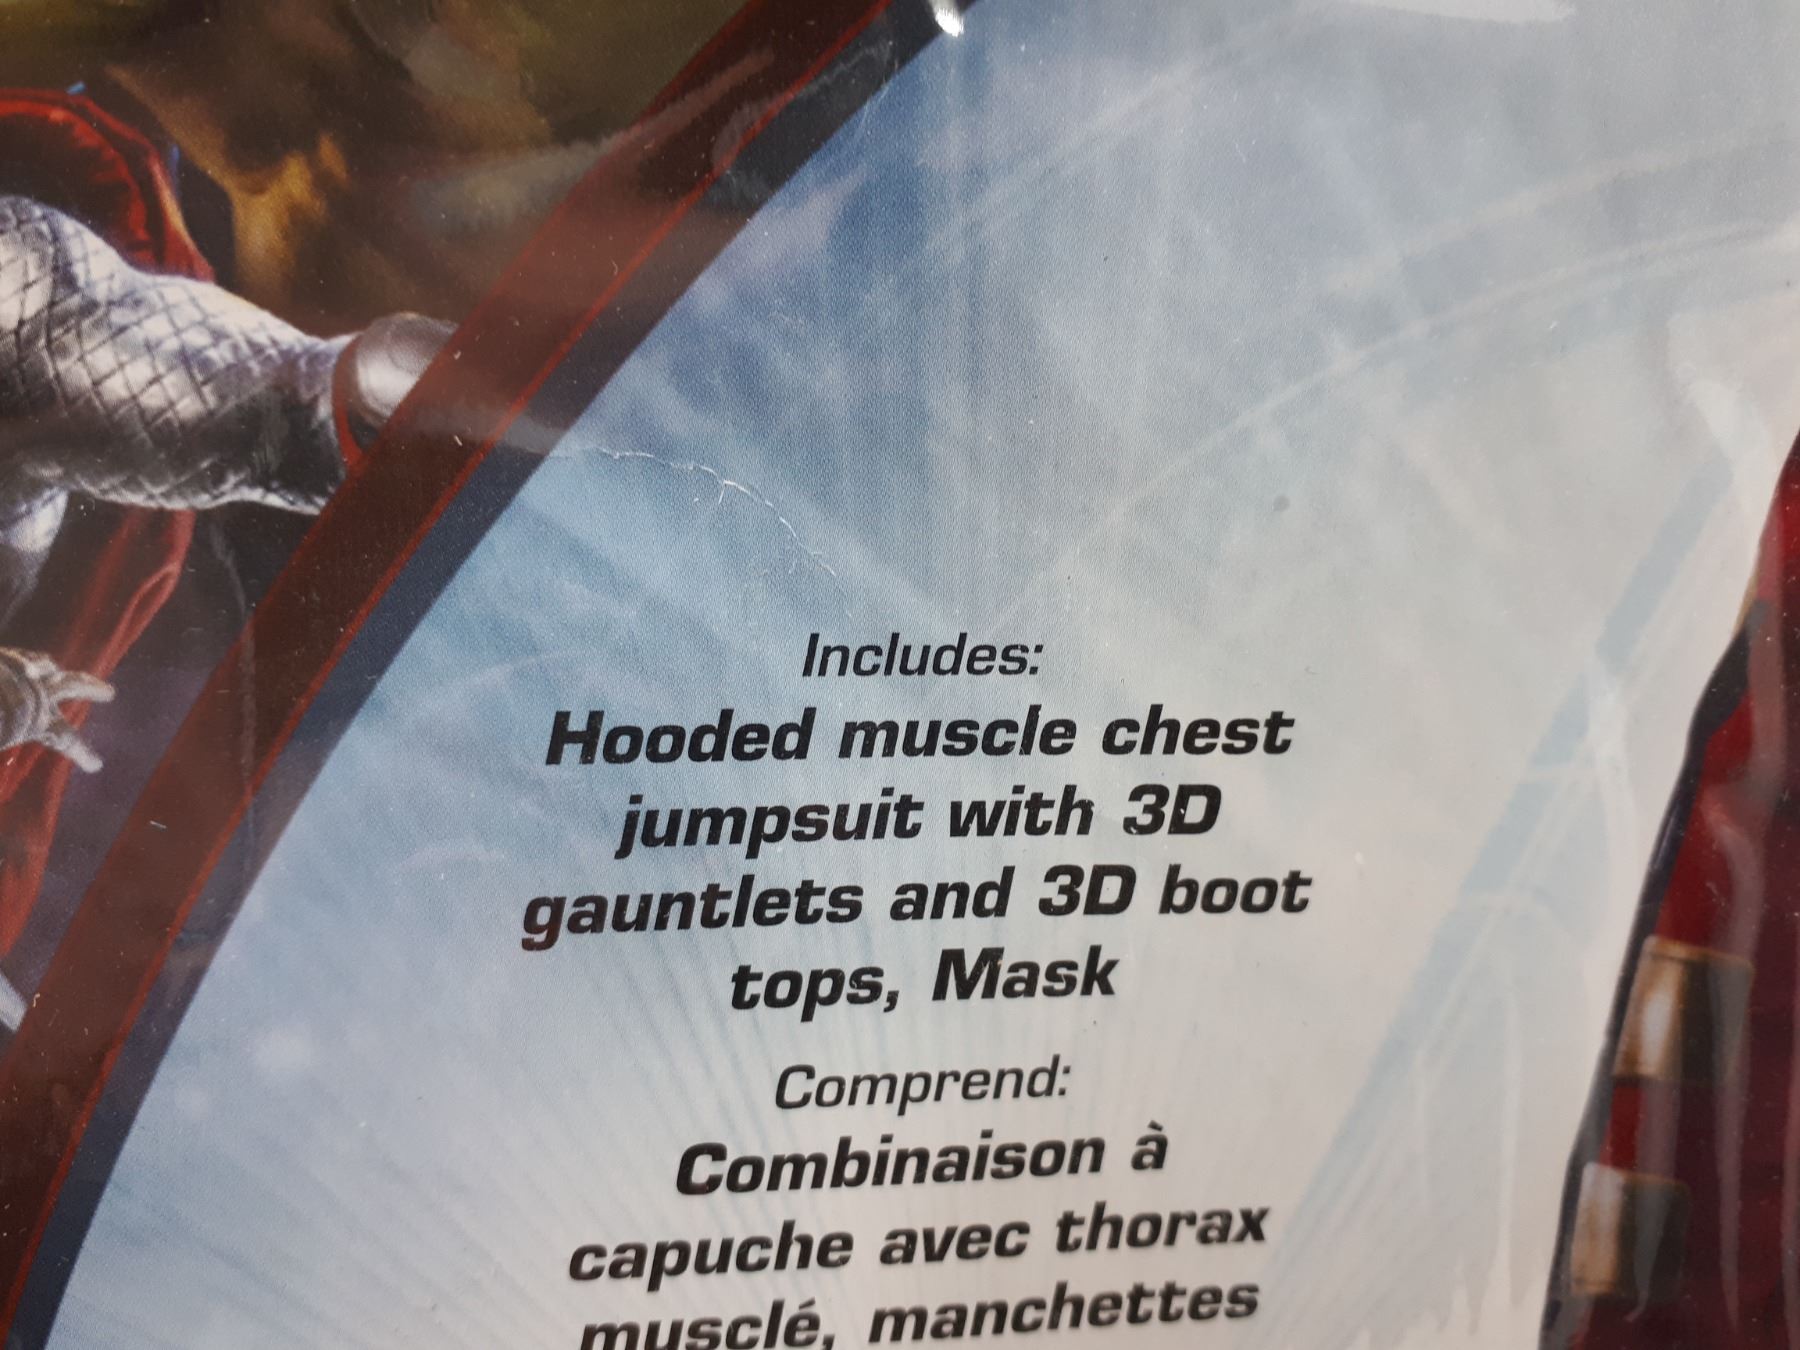 Includes:
Hooded muscle chest
jumpsuit with 3D
gauntlets and 3D boot
tops, Mask
Comprend:
Combinaison à
capuche avec thorax
musclé, manchettes